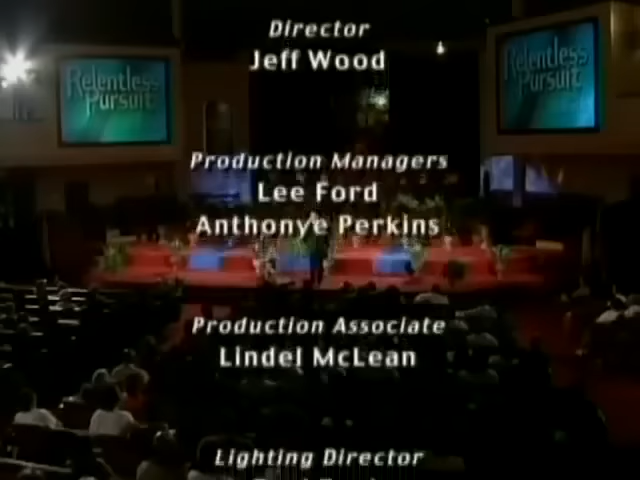 Director
Jeff Wood
Relentless
Pursuit
Relentless
Pursuit
Production Managers
Lee Ford
Anthonye Perkins
Production Associate
Lindel McLean
Lighting Director